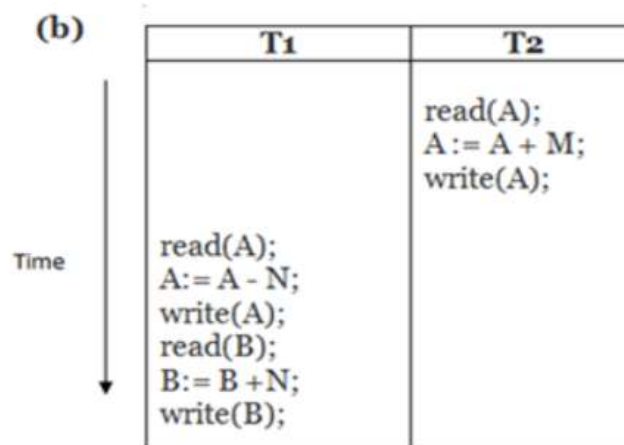 (b)
T1 T2
read(A);
A := A + M;
write(A);
Time
read(A);
A:= A - N;
write(A);
read(B);
B:= B +N;
write(B);